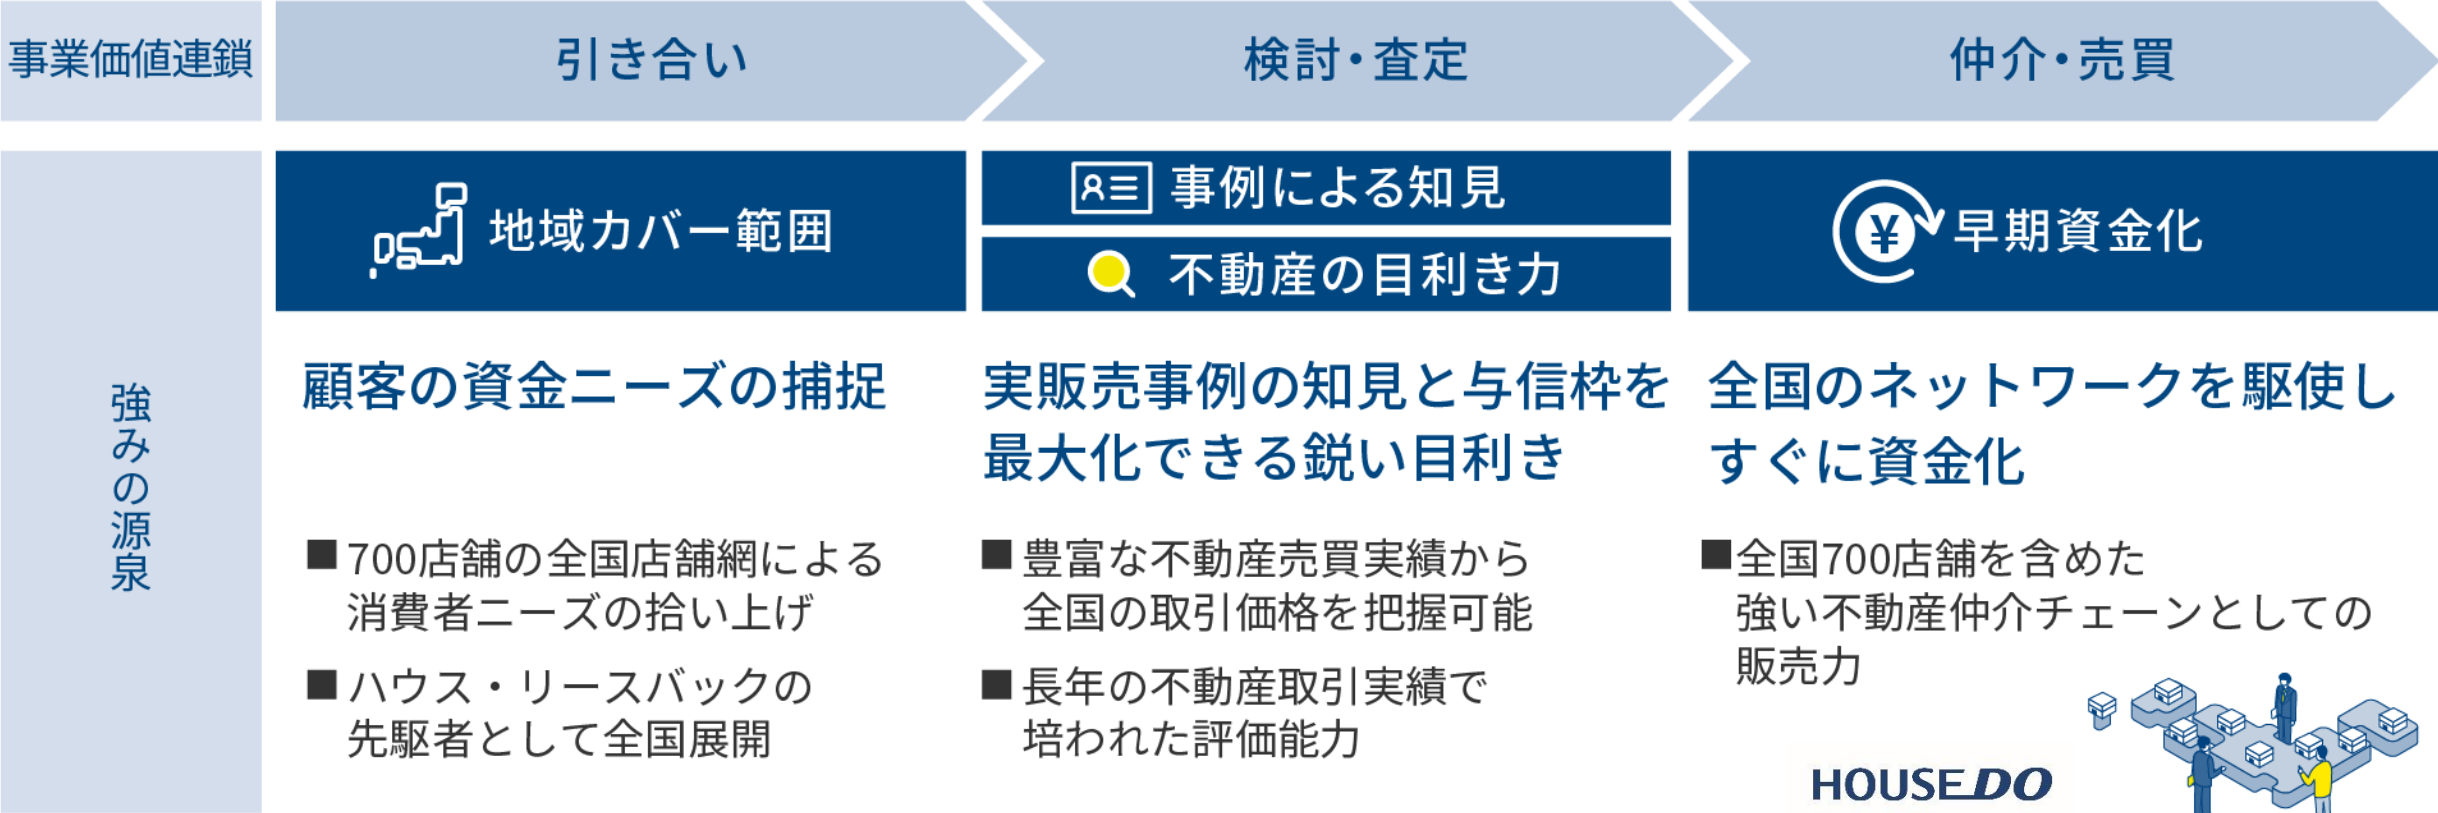 事業価値連鎖
引き合い
検討・査定
仲介・売買
強みの源泉
地域カバー範囲
顧客の資金ニーズの捕捉
■ 700店舗の全国店舗網による
消費者ニーズの拾い上げ
■ ハウス・リースバックの
先駆者として全国展開
事例による知見
不動産の目利き力
実販売事例の知見と与信枠を
最大化できる鋭い目利き
■ 豊富な不動産売買実績から
全国の取引価格を把握可能
■ 長年の不動産取引実績で
培われた評価能力
¥
早期資金化
全国のネットワークを駆使し
すぐに資金化
■ 全国700店舗を含めた
強い不動産仲介チェーンとしての
販売力
HOUSEDO